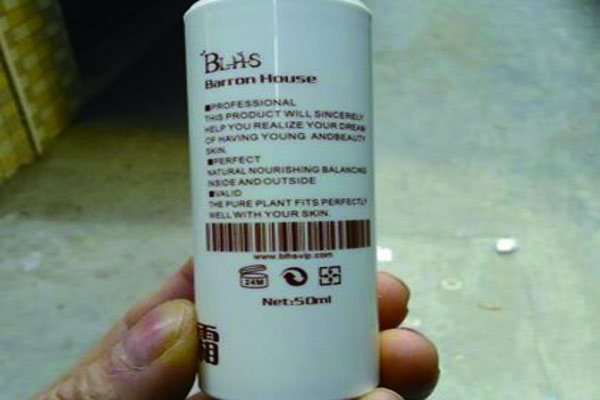 BLHS
Barron House
■PROFESSIONAL
THIS PRODUCT WILL SINCERELY
HELP YOU REALIZE YOUR DREAM
OF HAVING YOUNG ANDBEAUTY
SKIN.
■PERFECT
NATURAL NOURISHING BALANCING
INSIDE AND OUTSIDE
■VALID
THE PURE PLANT FITS PERFECTLY
WELL WITH YOUR SKIN.
www.blhsvip.com
24M
Net:50ml
霜